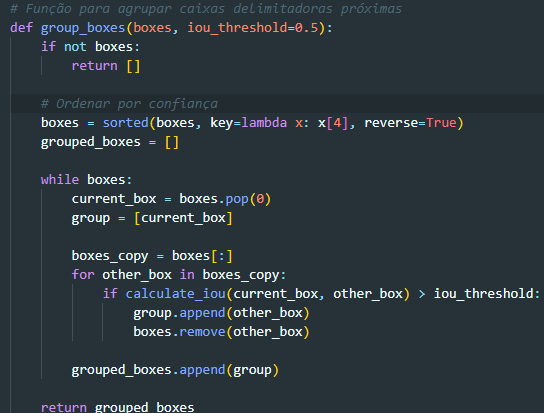 # Função para agrupar caixas delimitadoras próximas
def group_boxes(boxes, iou_threshold=0.5):
    if not boxes:
        return []

    # Ordenar por confiança
    boxes = sorted(boxes, key=lambda x: x[4], reverse=True)
    grouped_boxes = []

    while boxes:
        current_box = boxes.pop(0)
        group = [current_box]

        boxes_copy = boxes[:]
        for other_box in boxes_copy:
            if calculate_iou(current_box, other_box) > iou_threshold:
                group.append(other_box)
                boxes.remove(other_box)

        grouped_boxes.append(group)

    return grouped_boxes